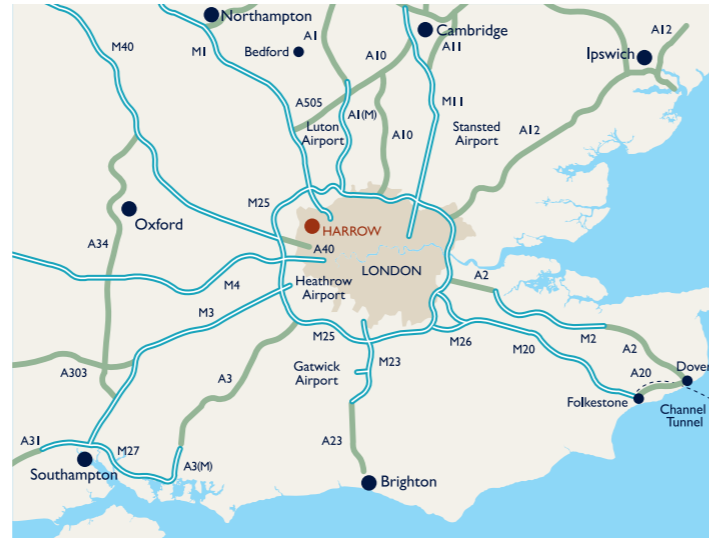 Northampton
A1
A12
Cambridge
M40
M1
Bedford
A10
A11
Ipswich
A505
M11
Luton
Airport
A1(M)
A10
Stansted
Airport
A12
M25
Oxford
HARROW
A34
A40
LONDON
M4
Heathrow
Airport
A2
M3
M25
M26
M20
M2
A2
M23
Gatwick
Airport
A303
A3
A20
Dover
Folkestone
Channel
Tunnel
A31
M27
A3(M)
A23
Southampton
Brighton